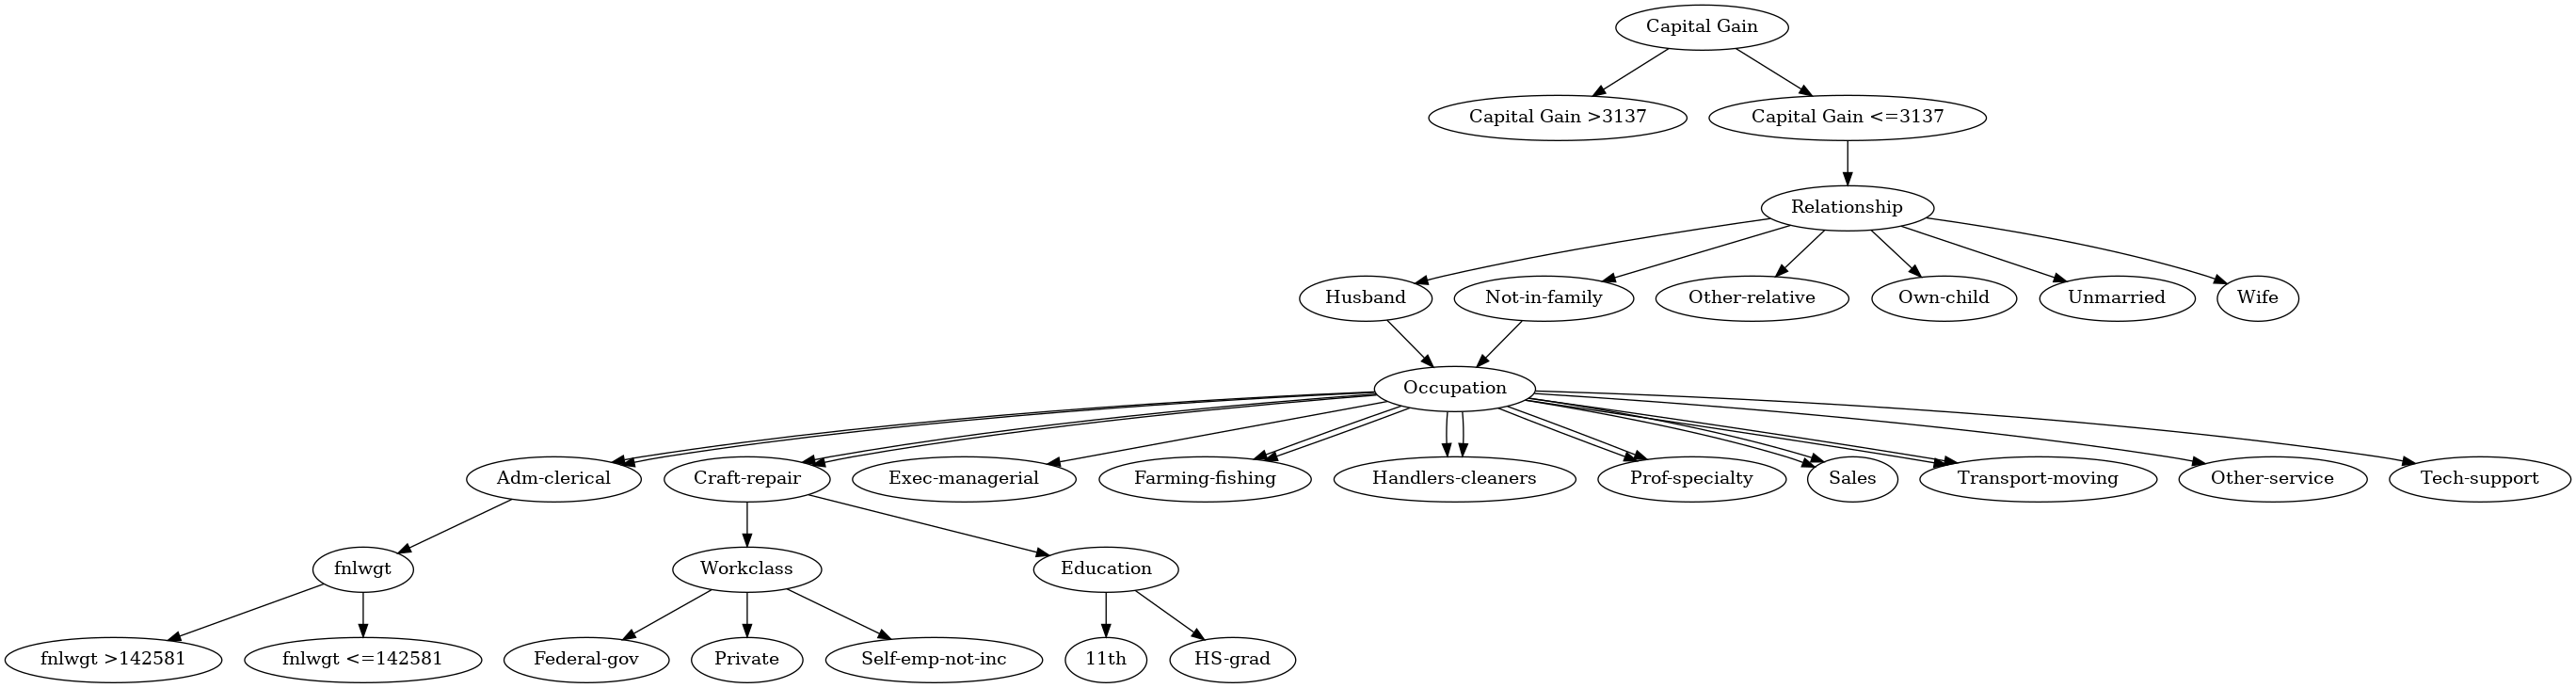 Capital Gain
Capital Gain >3137
Capital Gain <=3137
Relationship
Husband
Not-in-family
Other-relative
Own-child
Unmarried
Wife
Occupation
Adm-clerical
Craft-repair
Exec-managerial
Farming-fishing
Handlers-cleaners
Prof-specialty
Sales
Transport-moving
Other-service
Tech-support
fnlwgt
Workclass
Education
fnlwgt >142581
fnlwgt <=142581
Federal-gov
Private
Self-emp-not-inc
11th
HS-grad